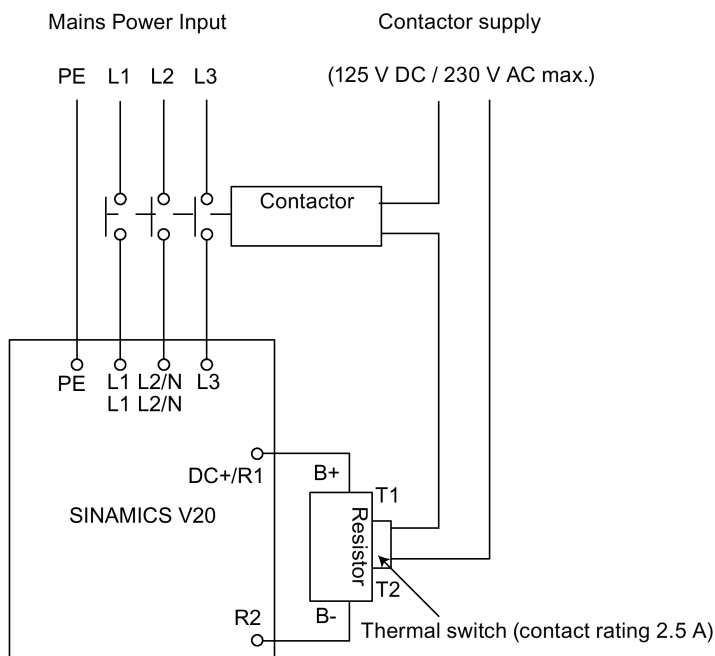 Mains Power Input
Contactor supply
PE L1 L2 L3
(125 V DC / 230 V AC max.)
Contactor
PE L1 L2/N L3
L1 L2/N
DC+/R1
B+
T1
SINAMICS V20
Resistor
T2
R2
B-
Thermal switch (contact rating 2.5 A)